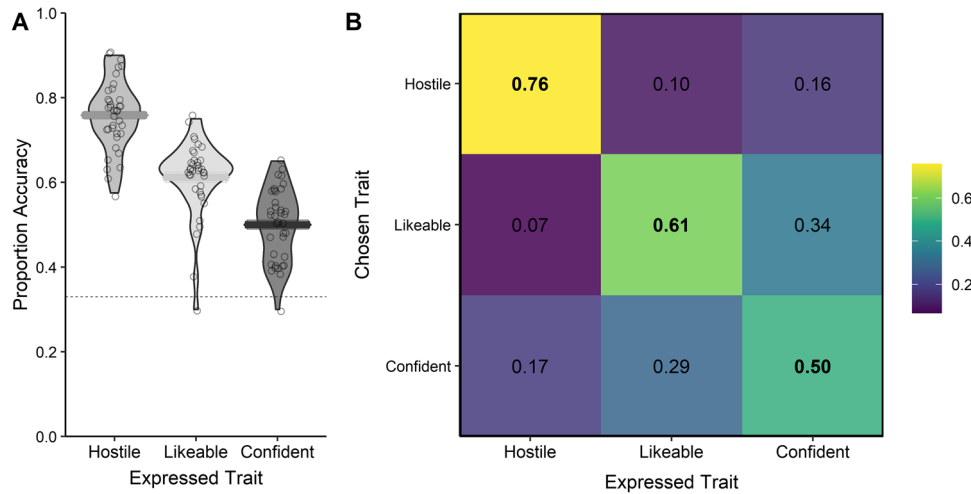 A
Proportion Accuracy
1.0
0.8
0.6
0.4
0.2
0.0
Hostile Likeable Confident
Expressed Trait
B
Chosen Trait
Hostile 0.76 0.10 0.16
Likeable 0.07 0.61 0.34
Confident 0.17 0.29 0.50
Hostile Likeable Confident
Expressed Trait
0.6
0.4
0.2